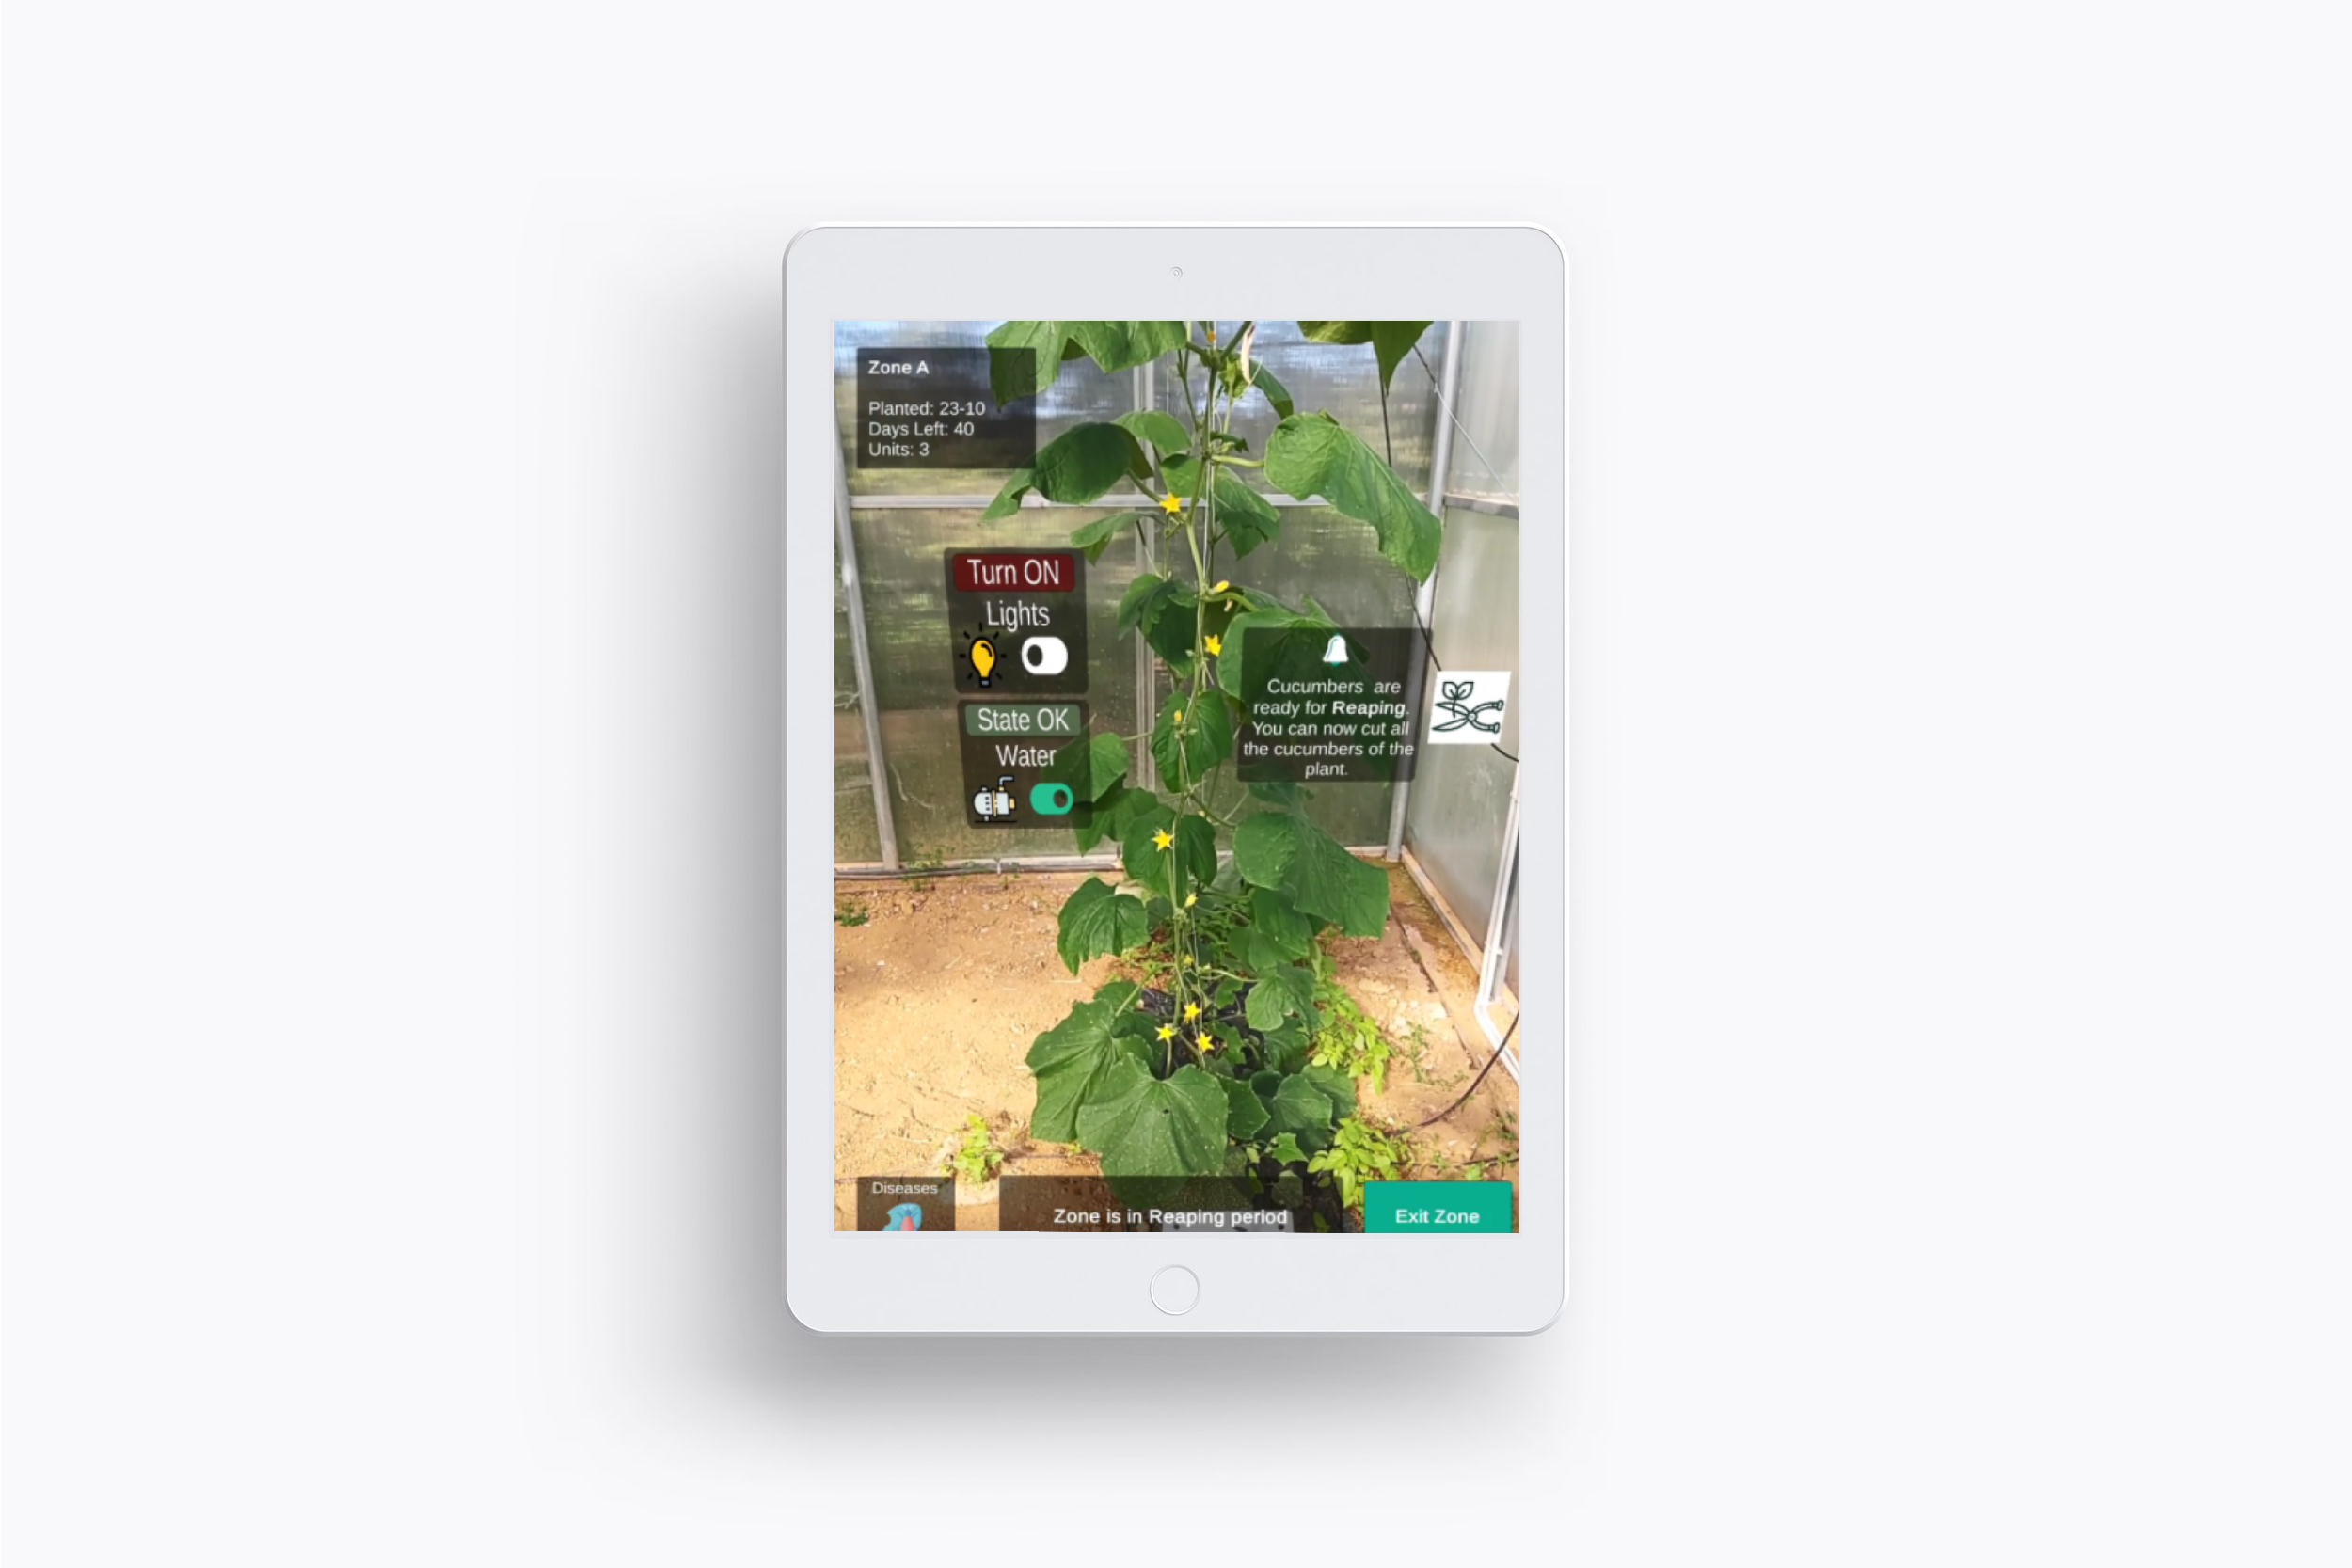 Zone A
Planted: 23-10
Days Left: 40
Units: 3
Turn ON
Lights
State OK
Water
Cucumbers are
ready for Reaping.
You can now cut all
the cucumbers of the
plant.
Diseases
Zone is in Reaping period
Exit Zone